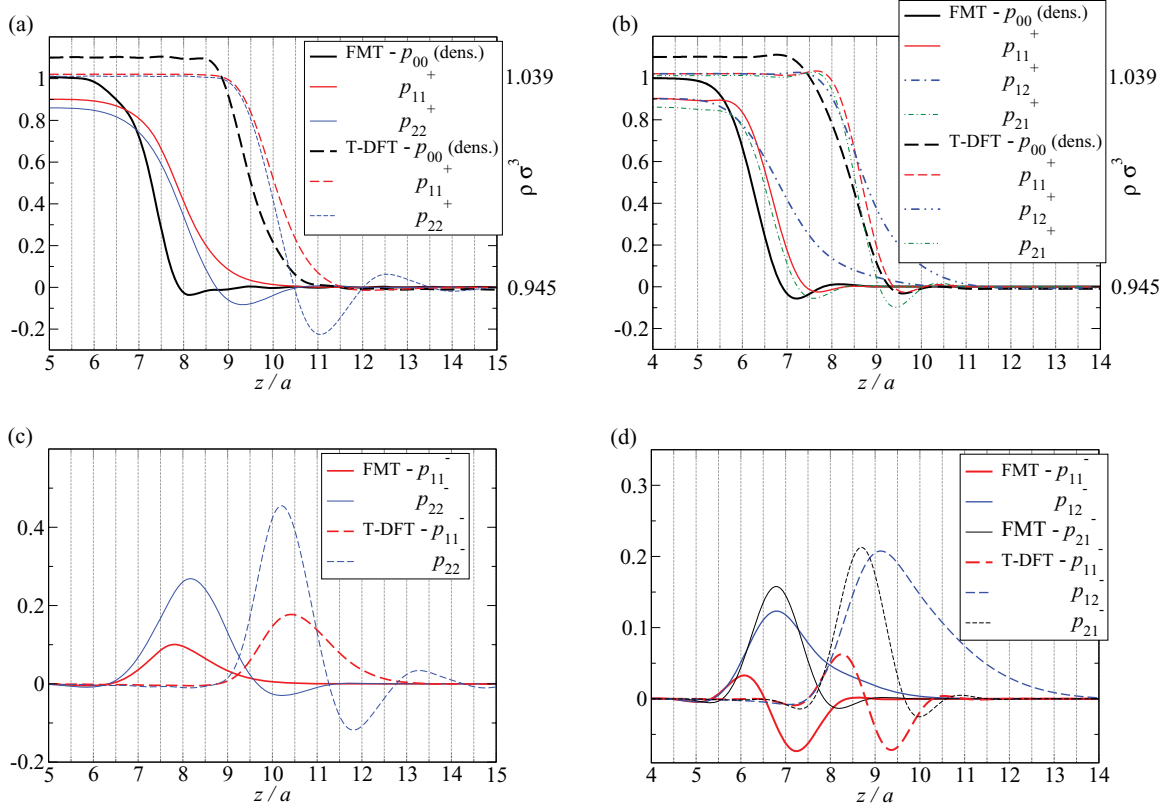 (a)
FMT - p00 (dens.)
p11+
p22+
T-DFT - p00 (dens.)
p11+
p22+
1
0.8
0.6
0.4
0.2
0
-0.2
1.039
0.945
ρ σ3
5 6 7 8 9 10 11 12 13 14 15
z / a
(b)
FMT - p00 (dens.)
p11+
p12+
p21+
T-DFT - p00 (dens.)
p11+
p12+
p21+
1
0.8
0.6
0.4
0.2
0
-0.2
1.039
0.945
ρ σ3
4 5 6 7 8 9 10 11 12 13 14
z / a
(c)
FMT - p11-
p22-
T-DFT - p11-
p22-
0.4
0.2
0
-0.2
5 6 7 8 9 10 11 12 13 14 15
z / a
(d)
FMT - p11-
p12-
FMT - p21-
T-DFT - p11-
p12-
p21-
0.3
0.2
0.1
0
4 5 6 7 8 9 10 11 12 13 14
z / a